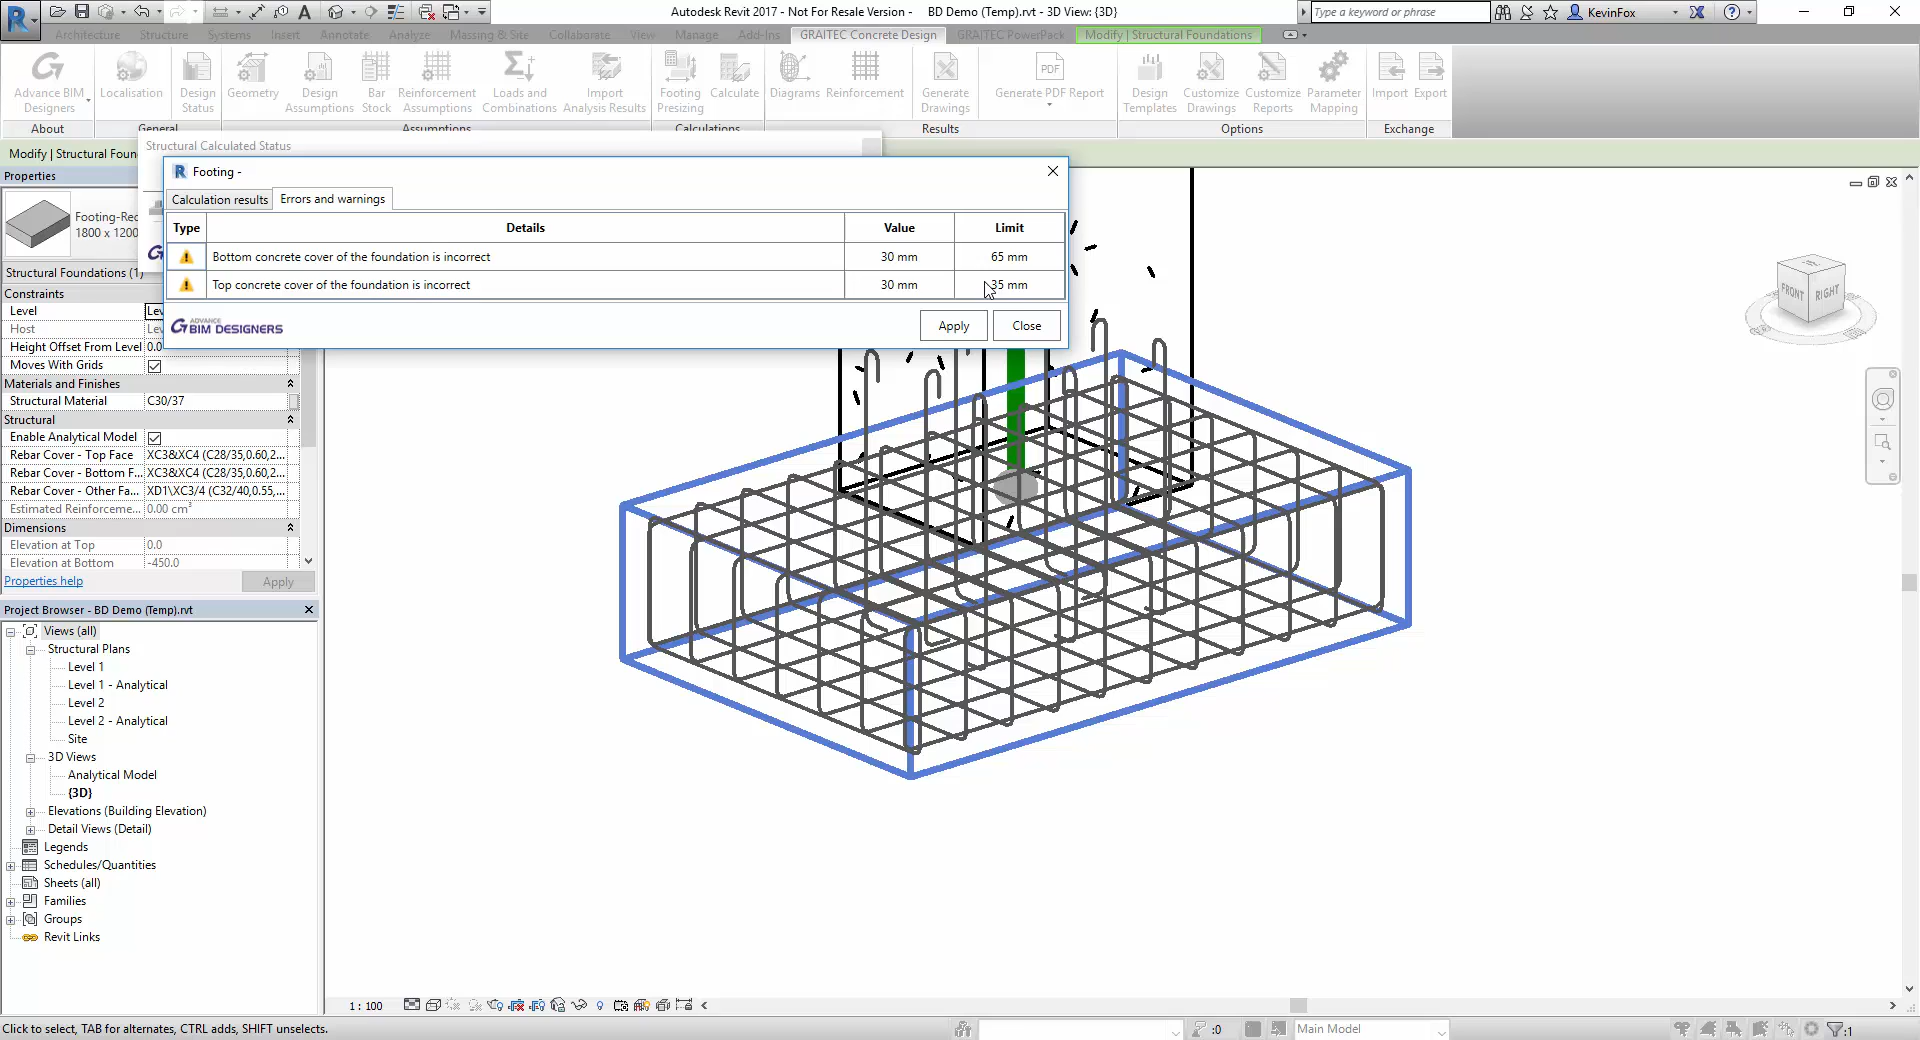 Autodesk Revit 2017 - Not For Resale Version - BD Demo (Temp).rvt - 3D View: {3D}
Type a keyword or phrase
KevinFox
Architecture Structure Systems Insert Annotate Analyze Massing & Site Collaborate View Manage Add-Ins GRAITEC Concrete Design GRAITEC PowerPack Modify | Structural Foundations
Advance BIM Designers
Localisation
Design Status
Geometry
Design Assumptions
Bar Stock
Reinforcement Assumptions
Loads and Combinations
Import Analysis Results
Footing Presizing
Calculate
Diagrams
Reinforcement
Generate Drawings
PDF
Generate PDF Report
Design Templates
Customize Drawings
Customize Reports
Parameter Mapping
Import
Export
About General Assumptions Calculations Results Options Exchange
Modify | Structural Foun
Structural Calculated Status
Properties
Footing-Rec
1800 x 1200
Structural Foundations (1)
Constraints
Level Lev
Host Lev
Height Offset From Level 0.0
Moves With Grids
Materials and Finishes
Structural Material C30/37
Structural
Enable Analytical Model
Rebar Cover - Top Face XC3&XC4 (C28/35,0.60,2...
Rebar Cover - Bottom F... XC3&XC4 (C28/35,0.60,2...
Rebar Cover - Other Fa... XD1\XC3/4 (C32/40,0.55,...
Estimated Reinforceme... 0.00 cm³
Dimensions
Elevation at Top 0.0
Elevation at Bottom -450.0
Properties help
Apply
Footing -
Calculation results Errors and warnings
Type Details Value Limit
Bottom concrete cover of the foundation is incorrect 30 mm 65 mm
Top concrete cover of the foundation is incorrect 30 mm 35 mm
ADVANCE
BIM DESIGNERS
Apply Close
FRONT RIGHT
Project Browser - BD Demo (Temp).rvt
Views (all)
Structural Plans
Level 1
Level 1 - Analytical
Level 2
Level 2 - Analytical
Site
3D Views
Analytical Model
{3D}
Elevations (Building Elevation)
Detail Views (Detail)
Legends
Schedules/Quantities
Sheets (all)
Families
Groups
Revit Links
1 : 100
Click to select, TAB for alternates, CTRL adds, SHIFT unselects.
:0
Main Model
:1